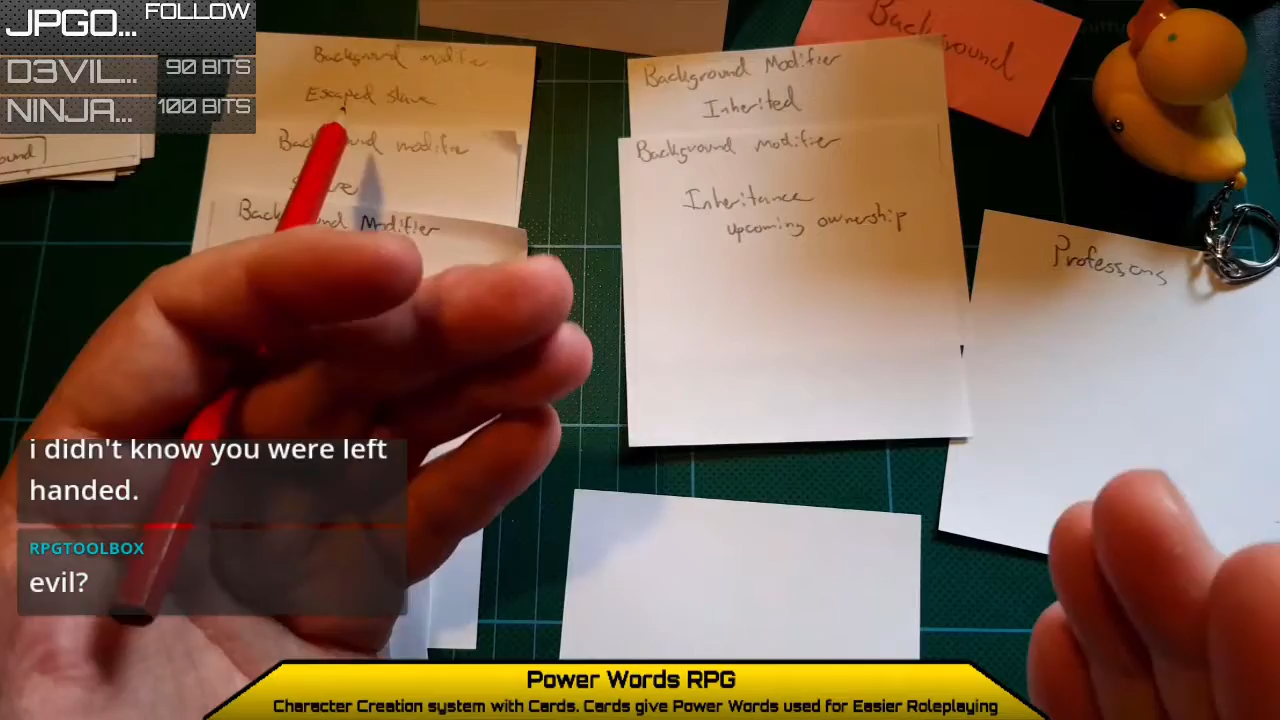 JPGO... FOLLOW
D3VIL... 90 BITS
NINJA... 100 BITS
ound
Background modifier
Escaped slave
Background modifier
Background Modifier
Background Modifier
Inherited
Background Modifier
Inheritance
upcoming ownership
Background
Professons
i didn't know you were left
handed.
RPGTOOLBOX
evil?
Power Words RPG
Character Creation system with Cards. Cards give Power Words used for Easier Roleplaying